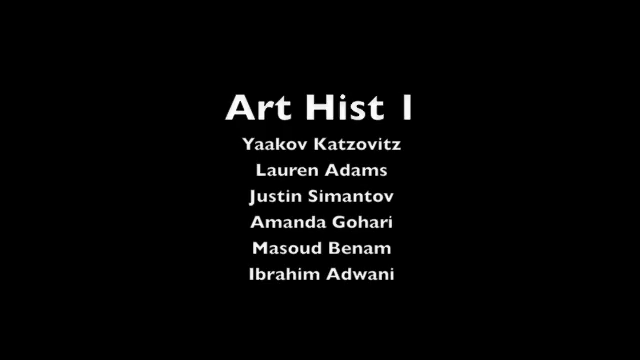 Art Hist 1
Yaakov Katzovitz
Lauren Adams
Justin Simantov
Amanda Gohari
Masoud Benam
Ibrahim Adwani